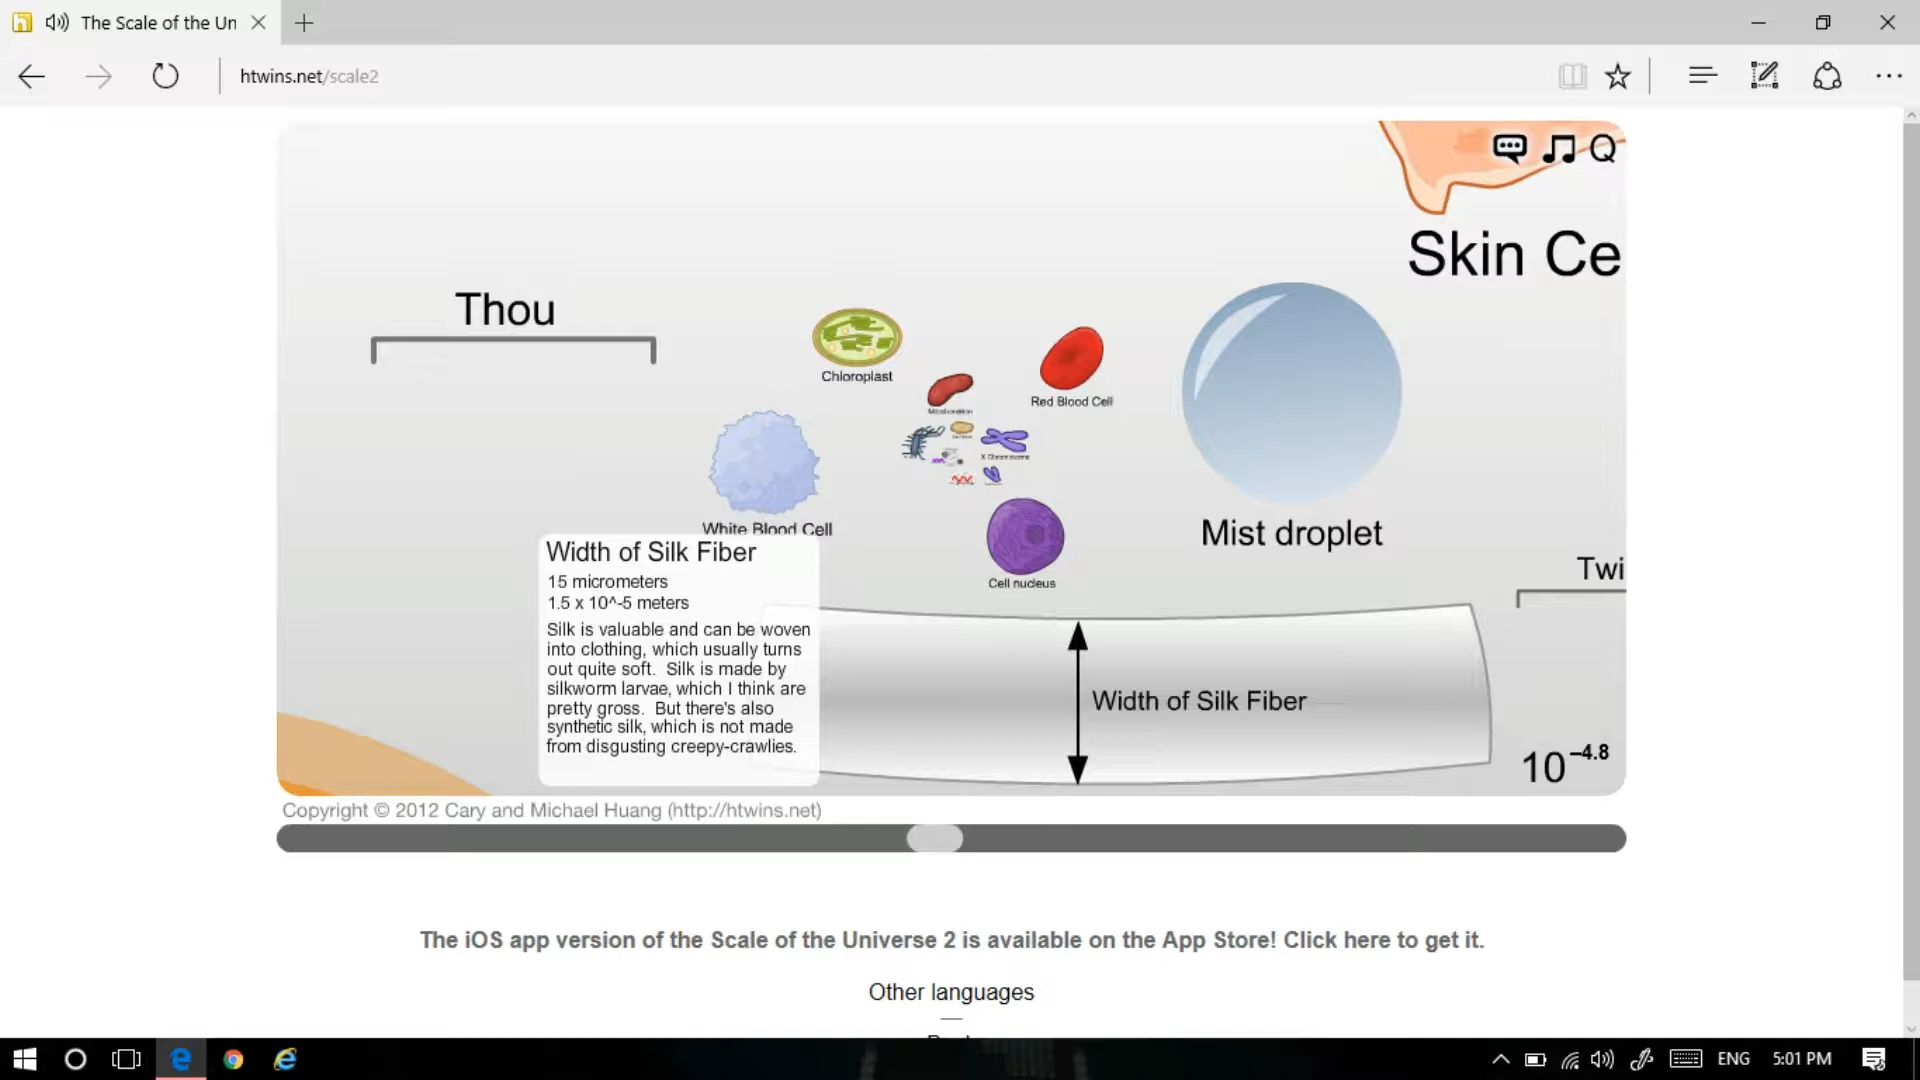 The Scale of the Un
htwins.net/scale2
Skin Ce
Thou
Chloroplast
Red Blood Cell
Mitochondrion
X Chromosome
White Blood Cell
Mist droplet
Cell nucleus
Twi
Width of Silk Fiber
15 micrometers
1.5 x 10^-5 meters
Silk is valuable and can be woven
into clothing, which usually turns
out quite soft.  Silk is made by
silkworm larvae, which I think are
pretty gross.  But there's also
synthetic silk, which is not made
from disgusting creepy-crawlies.
Width of Silk Fiber
10^–4.8
Copyright © 2012 Cary and Michael Huang (http://htwins.net)
The iOS app version of the Scale of the Universe 2 is available on the App Store! Click here to get it.
Other languages
ENG
5:01 PM